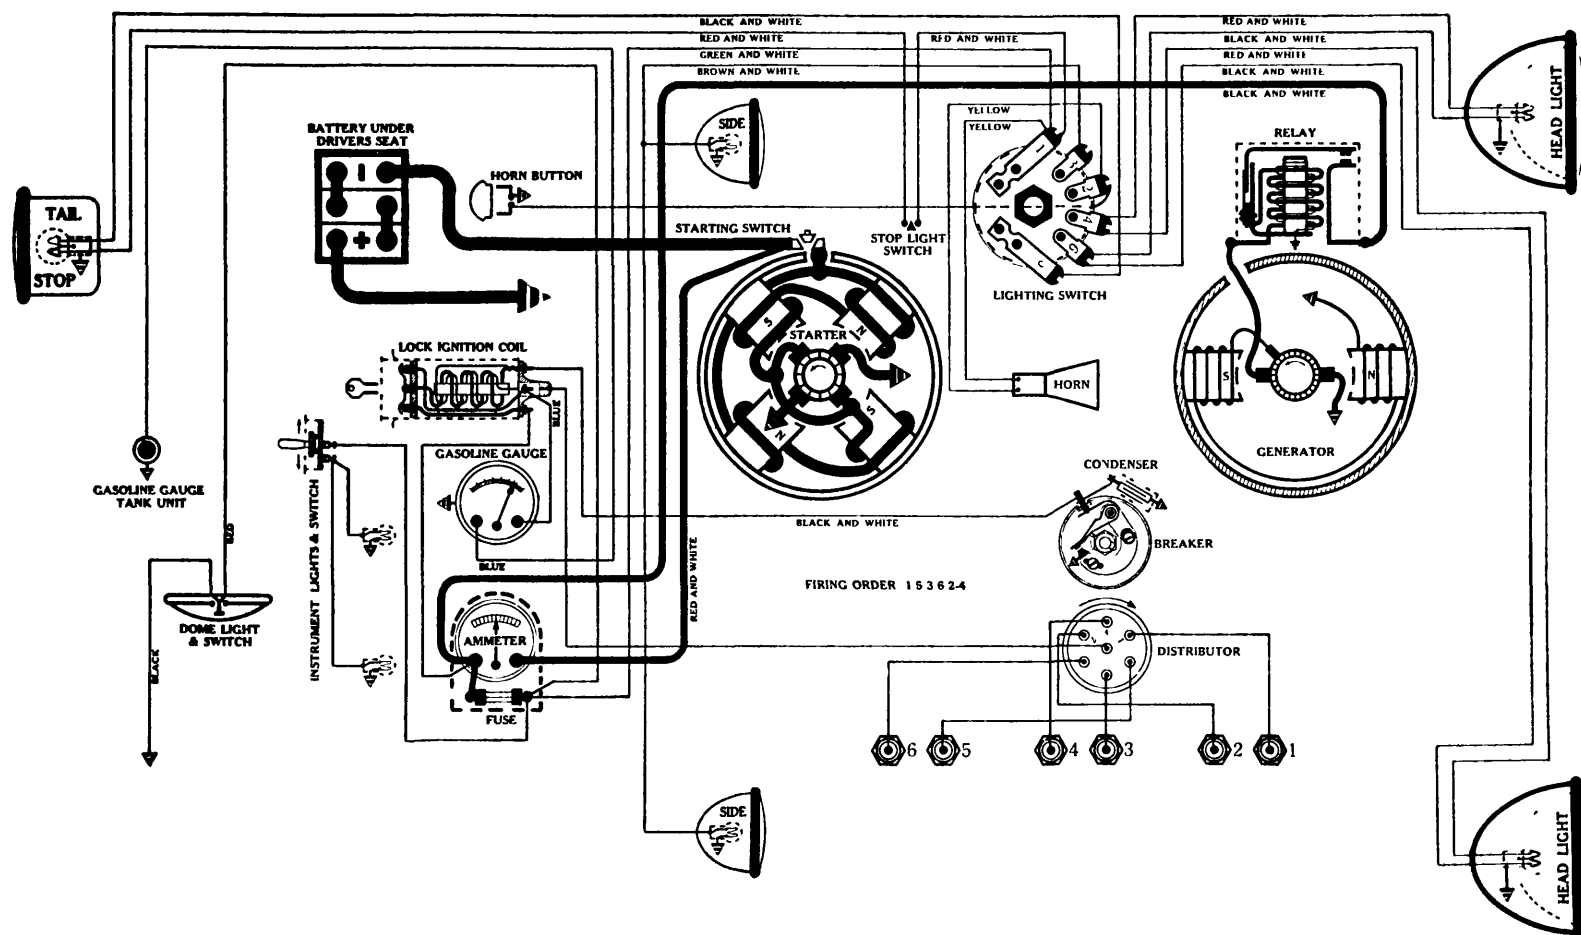 BLACK AND WHITE
RED AND WHITE
GREEN AND WHITE
BROWN AND WHITE
RED AND WHITE
RED AND WHITE
BLACK AND WHITE
RED AND WHITE
BLACK AND WHITE
BLACK AND WHITE
YELLOW
YELLOW
HEAD LIGHT
RELAY
BATTERY UNDER
DRIVERS SEAT
SIDE
HORN BUTTON
TAIL
STOP
STARTING SWITCH
STOP LIGHT
SWITCH
LIGHTING SWITCH
STARTER
S
N
S
N
HORN
S
N
GENERATOR
LOCK IGNITION COIL
BLUE
GASOLINE GAUGE
GASOLINE GAUGE
TANK UNIT
INSTRUMENT LIGHTS & SWITCH
RED
CONDENSER
BLACK AND WHITE
BREAKER
BLUE
RED AND WHITE
FIRING ORDER 1 5 3 6 2-4
DOME LIGHT
& SWITCH
BLACK
AMMETER
FUSE
DISTRIBUTOR
6
5
4
3
2
1
SIDE
HEAD LIGHT